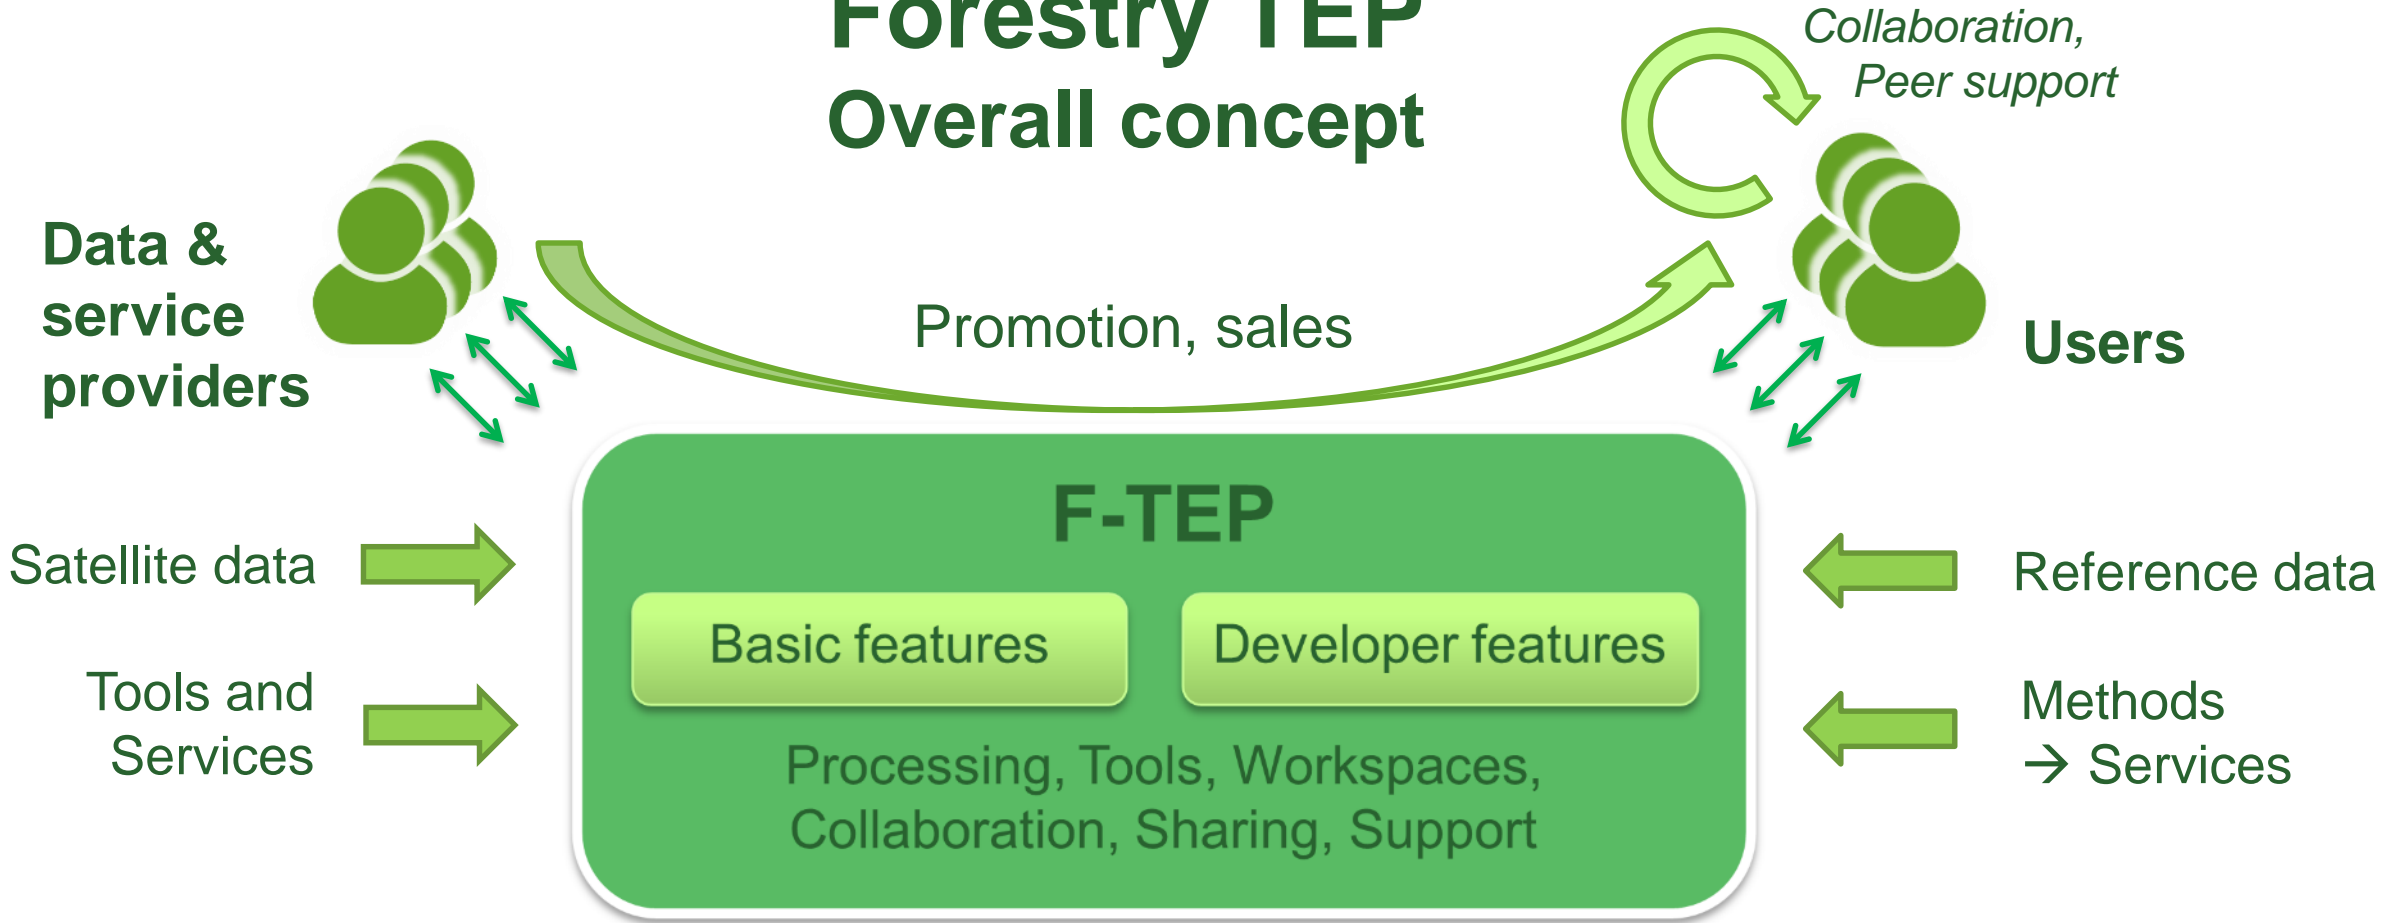 Forestry TEP
Overall concept
Collaboration,
Peer support
Data &
service
providers
Promotion, sales
Users
F-TEP
Satellite data
Reference data
Basic features
Developer features
Tools and
Services
Methods
→ Services
Processing, Tools, Workspaces,
Collaboration, Sharing, Support